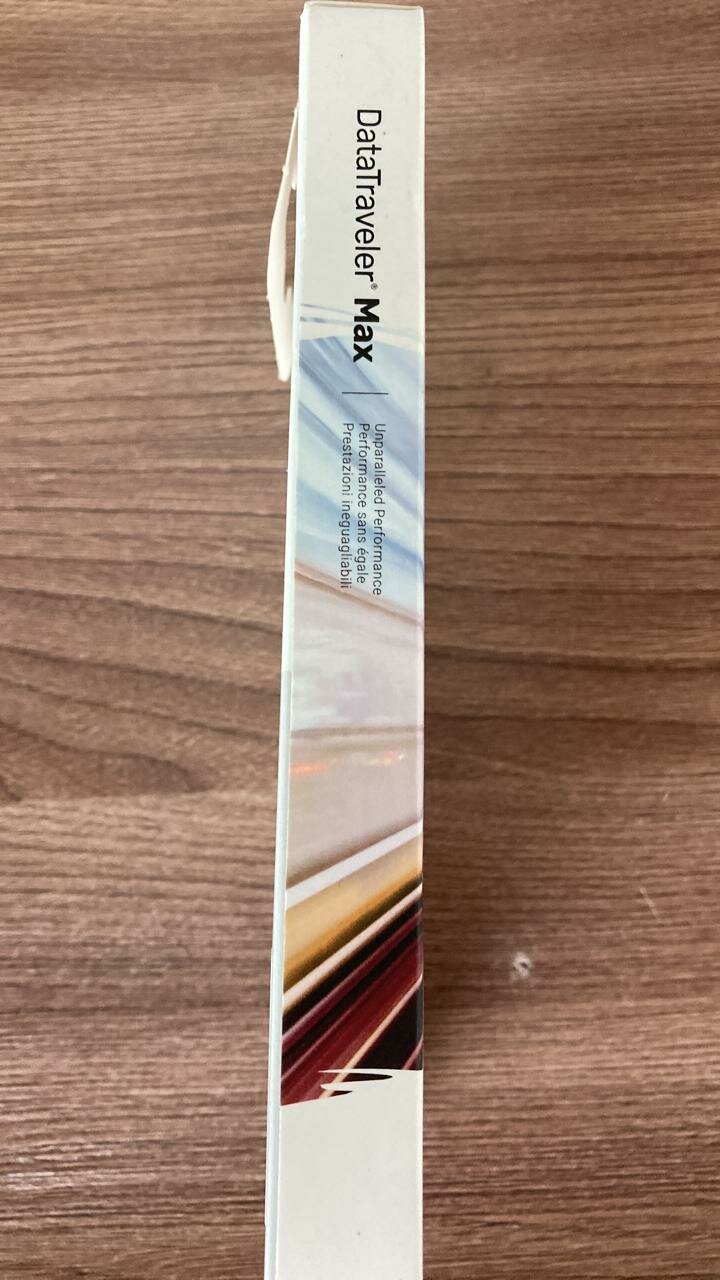 DataTraveler® Max
Unparalleled Performance
Performance sans égale
Prestazioni ineguagliabili